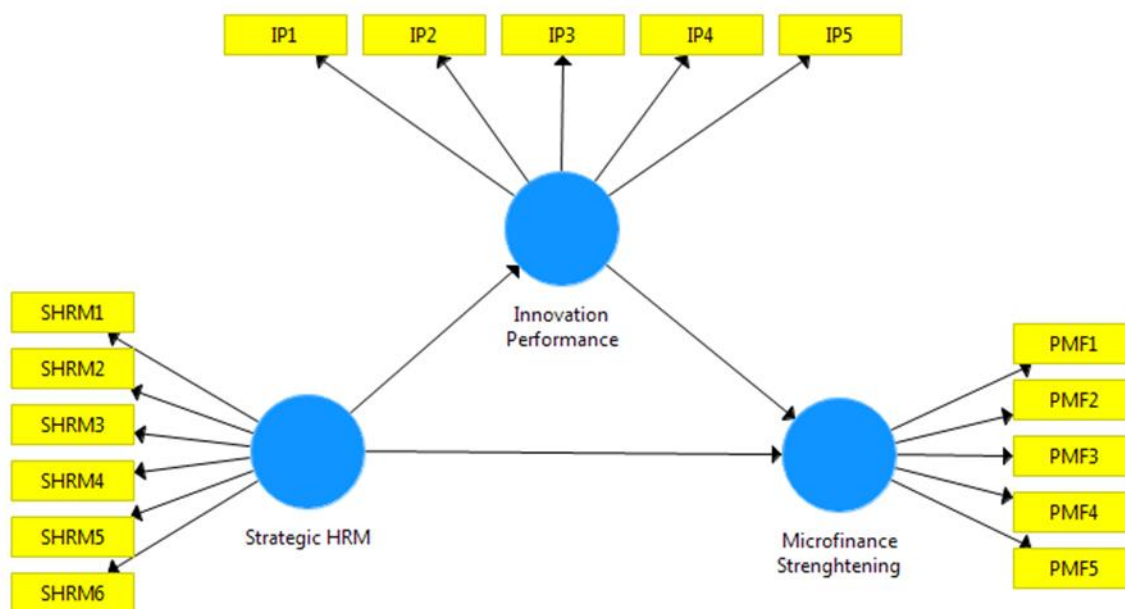 IP1
IP2
IP3
IP4
IP5
Innovation
Performance
SHRM1
SHRM2
SHRM3
SHRM4
SHRM5
SHRM6
Strategic HRM
Microfinance
Strenghtening
PMF1
PMF2
PMF3
PMF4
PMF5